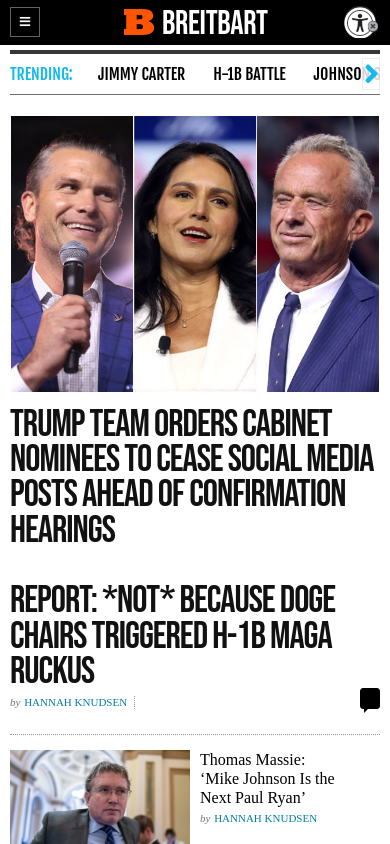 B BREITBART
TRENDING: JIMMY CARTER H-1B BATTLE JOHNSO
TRUMP TEAM ORDERS CABINET
NOMINEES TO CEASE SOCIAL MEDIA
POSTS AHEAD OF CONFIRMATION
HEARINGS
REPORT: *NOT* BECAUSE DOGE
CHAIRS TRIGGERED H-1B MAGA
RUCKUS
by HANNAH KNUDSEN
Thomas Massie:
‘Mike Johnson Is the
Next Paul Ryan’
by HANNAH KNUDSEN